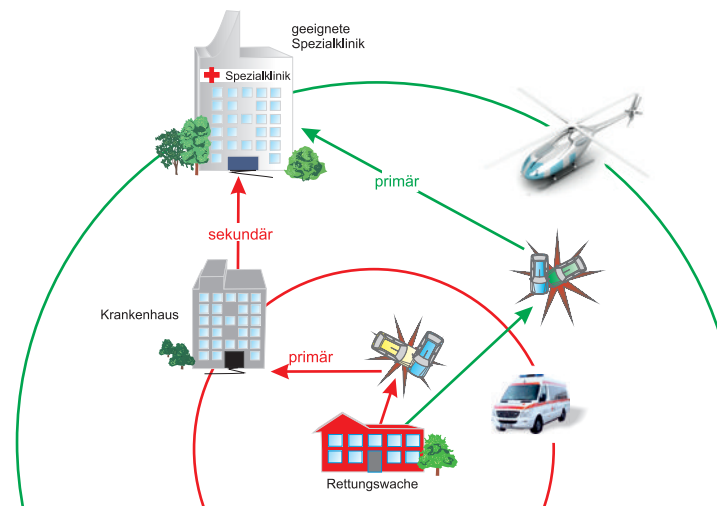 geeignete
Spezialklinik
Spezialklinik
primär
sekundär
Krankenhaus
primär
Rettungswache